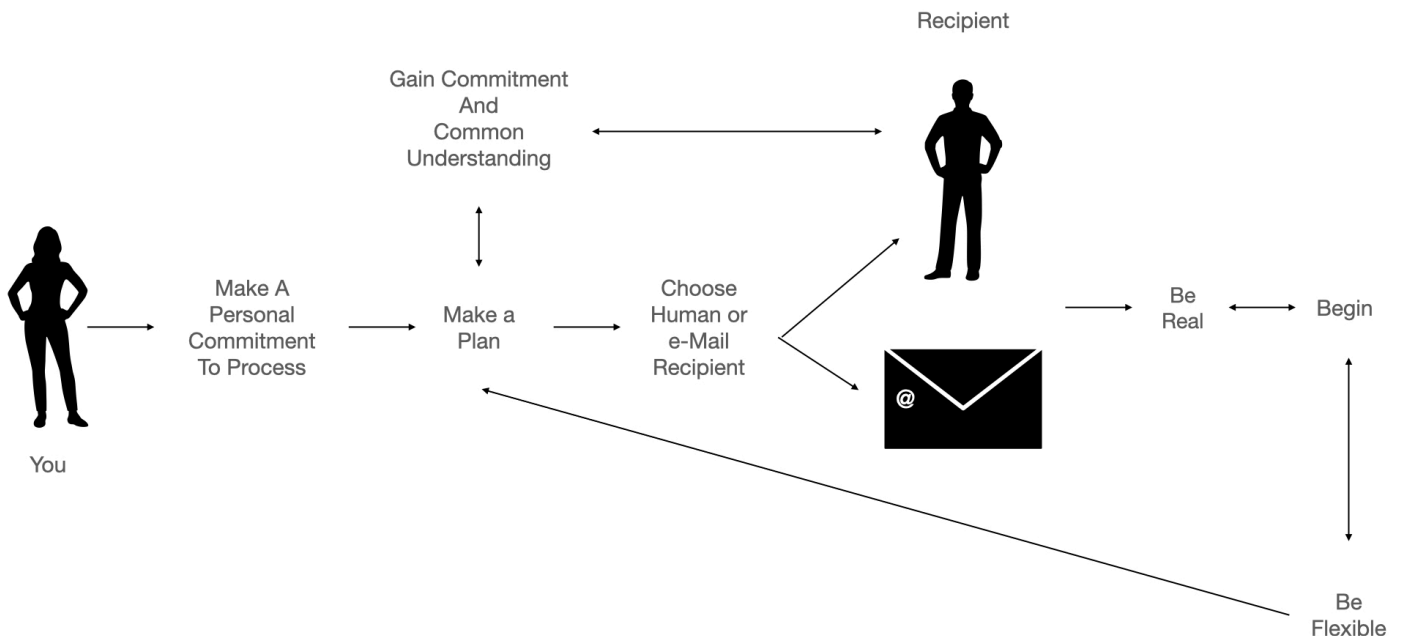 Recipient
Gain Commitment
And
Common
Understanding
You
Make A
Personal
Commitment
To Process
Make a
Plan
Choose
Human or
e-Mail
Recipient
@
Be
Real
Begin
Be
Flexible